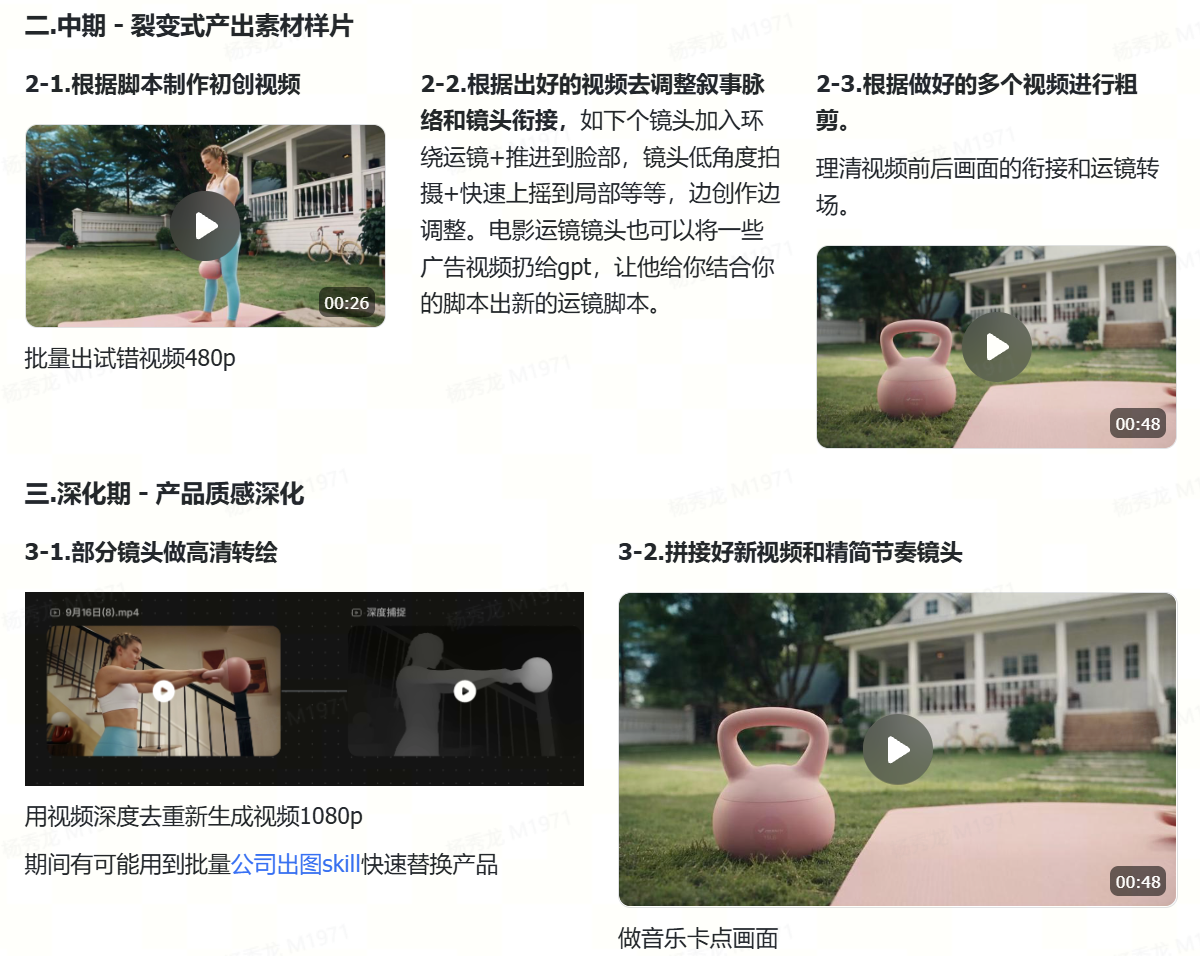 二.中期 - 裂变式产出素材样片
2-1.根据脚本制作初创视频
00:26
批量出试错视频480p
2-2.根据出好的视频去调整叙事脉
络和镜头衔接，如下个镜头加入环
绕运镜+推进到脸部，镜头低角度拍
摄+快速上摇到局部等等，边创作边
调整。电影运镜镜头也可以将一些
广告视频扔给gpt，让他给你结合你
的脚本出新的运镜脚本。
2-3.根据做好的多个视频进行粗
剪。
理清视频前后画面的衔接和运镜转
场。
00:48
三.深化期 - 产品质感深化
3-1.部分镜头做高清转绘
9月16日(8).mp4
深度捕捉
用视频深度去重新生成视频1080p
期间有可能用到批量公司出图skill快速替换产品
3-2.拼接好新视频和精简节奏镜头
00:48
做音乐卡点画面
杨秀龙 M1971